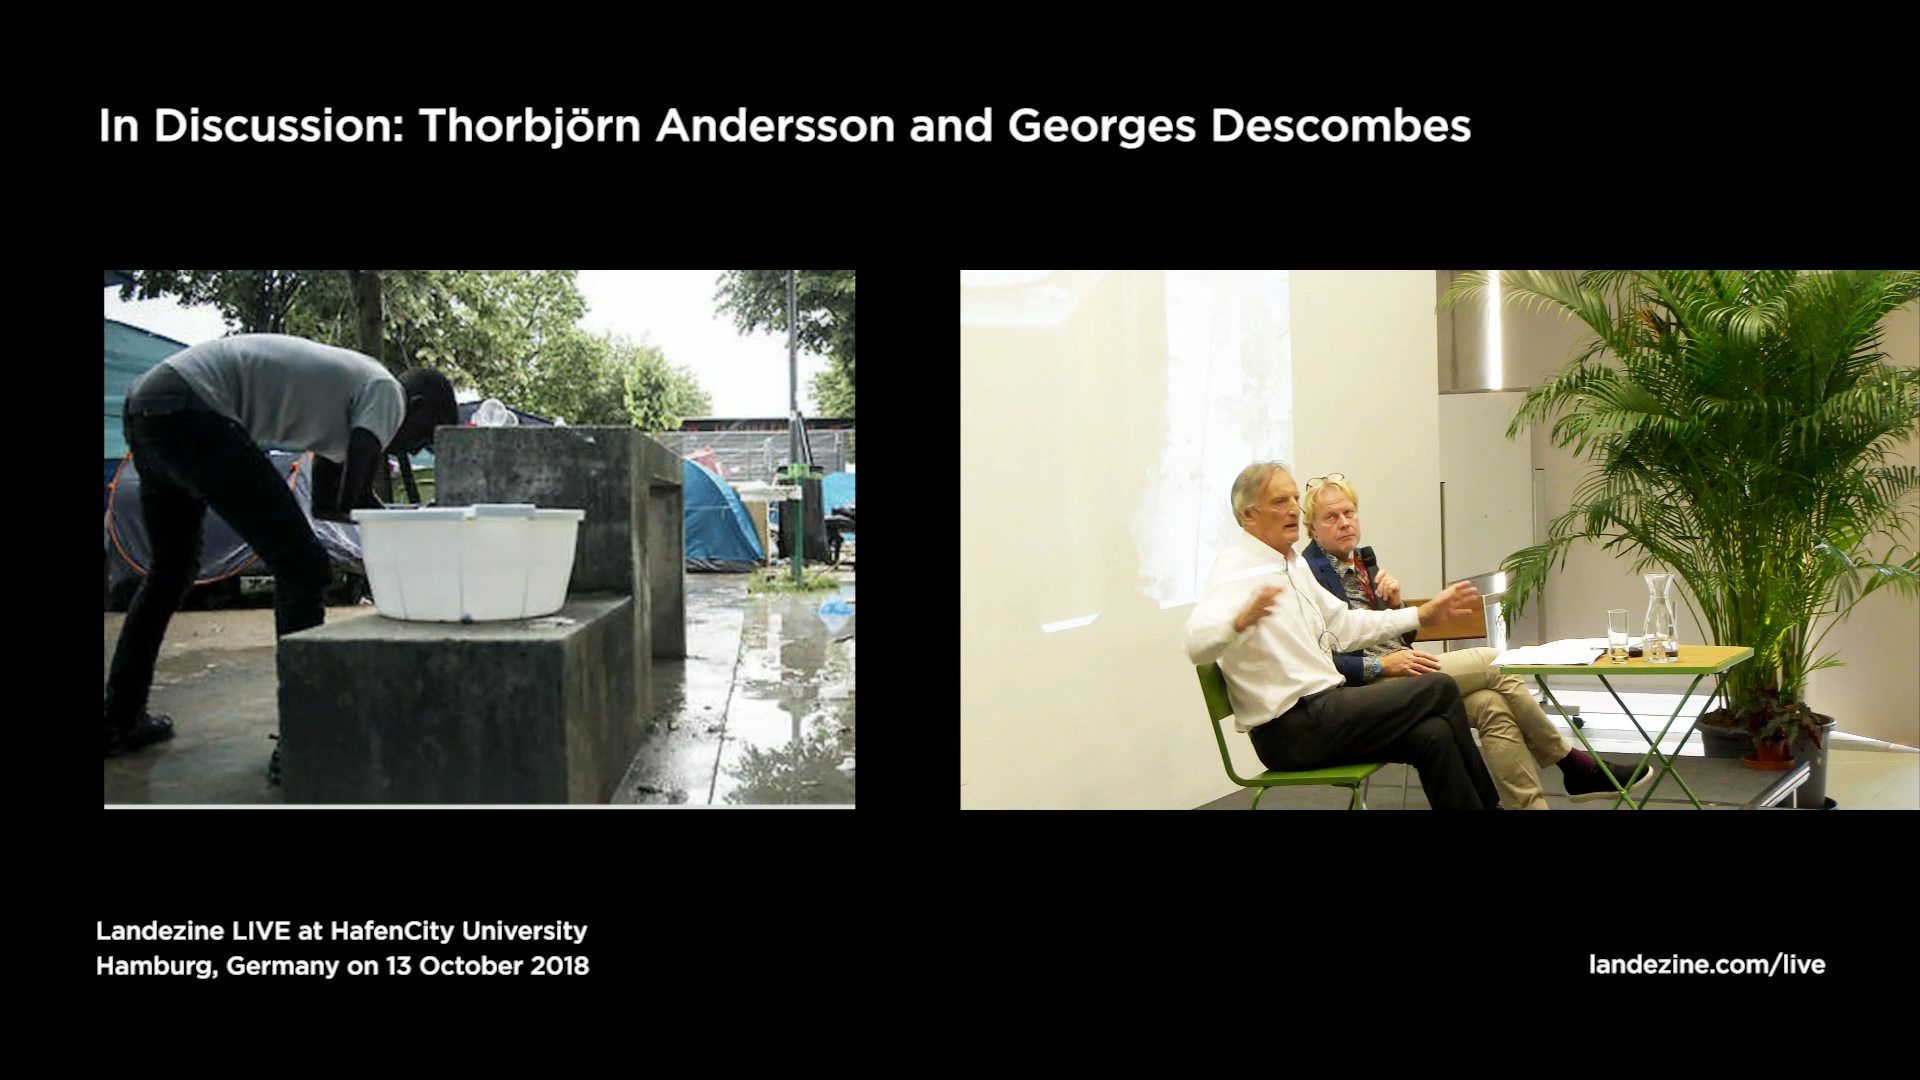 In Discussion: Thorbjörn Andersson and Georges Descombes
Landezine LIVE at HafenCity University
Hamburg, Germany on 13 October 2018
landezine.com/live